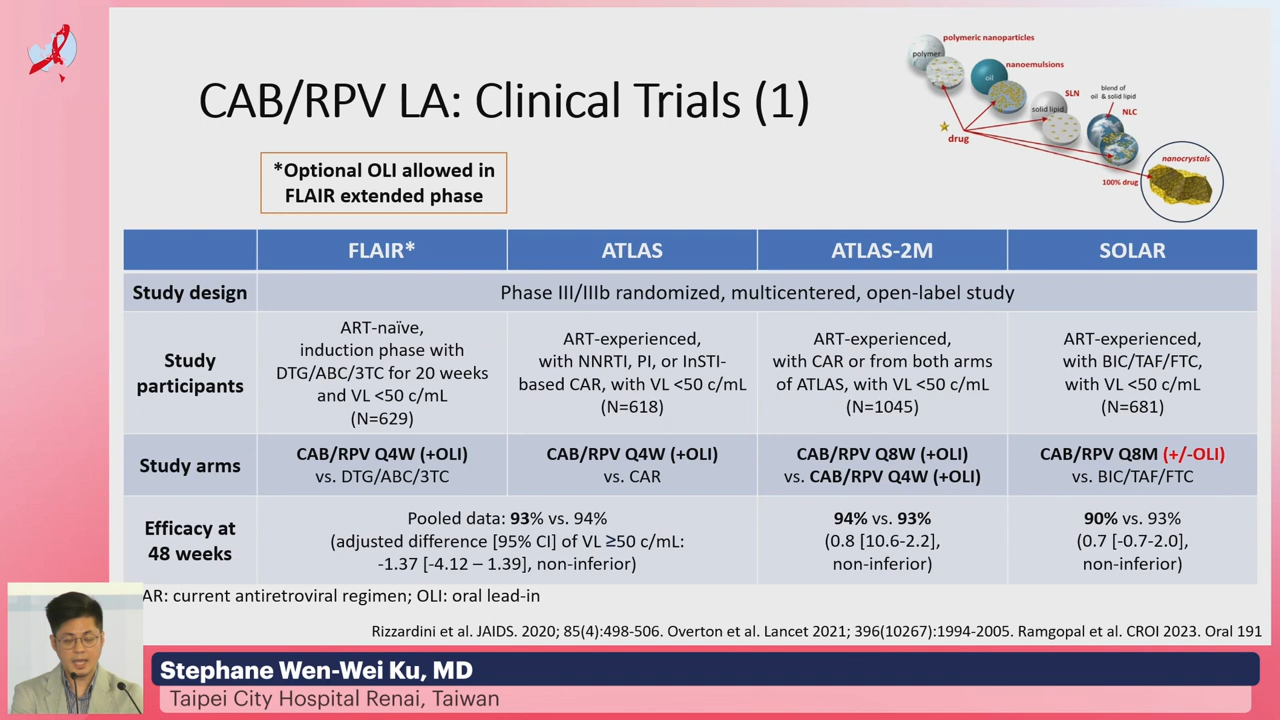 CAB/RPV LA: Clinical Trials (1)
polymeric nanoparticles
polymer
nanoemulsions
oil
SLN
solid lipid
blend of
oil & solid lipid
NLC
drug
nanocrystals
100% drug
*Optional OLI allowed in
FLAIR extended phase
FLAIR* ATLAS ATLAS-2M SOLAR
Study design
Phase III/IIIb randomized, multicentered, open-label study
Study
participants
ART-naïve,
induction phase with
DTG/ABC/3TC for 20 weeks
and VL <50 c/mL
(N=629)
ART-experienced,
with NNRTI, PI, or InSTI-
based CAR, with VL <50 c/mL
(N=618)
ART-experienced,
with CAR or from both arms
of ATLAS, with VL <50 c/mL
(N=1045)
ART-experienced,
with BIC/TAF/FTC,
with VL <50 c/mL
(N=681)
Study arms
CAB/RPV Q4W (+OLI)
vs. DTG/ABC/3TC
CAB/RPV Q4W (+OLI)
vs. CAR
CAB/RPV Q8W (+OLI)
vs. CAB/RPV Q4W (+OLI)
CAB/RPV Q8M (+/-OLI)
vs. BIC/TAF/FTC
Efficacy at
48 weeks
Pooled data: 93% vs. 94%
(adjusted difference [95% CI] of VL ≥50 c/mL:
-1.37 [-4.12 – 1.39], non-inferior)
94% vs. 93%
(0.8 [10.6-2.2],
non-inferior)
90% vs. 93%
(0.7 [-0.7-2.0],
non-inferior)
AR: current antiretroviral regimen; OLI: oral lead-in
Rizzardini et al. JAIDS. 2020; 85(4):498-506. Overton et al. Lancet 2021; 396(10267):1994-2005. Ramgopal et al. CROI 2023. Oral 191
Stephane Wen-Wei Ku, MD
Taipei City Hospital Renai, Taiwan